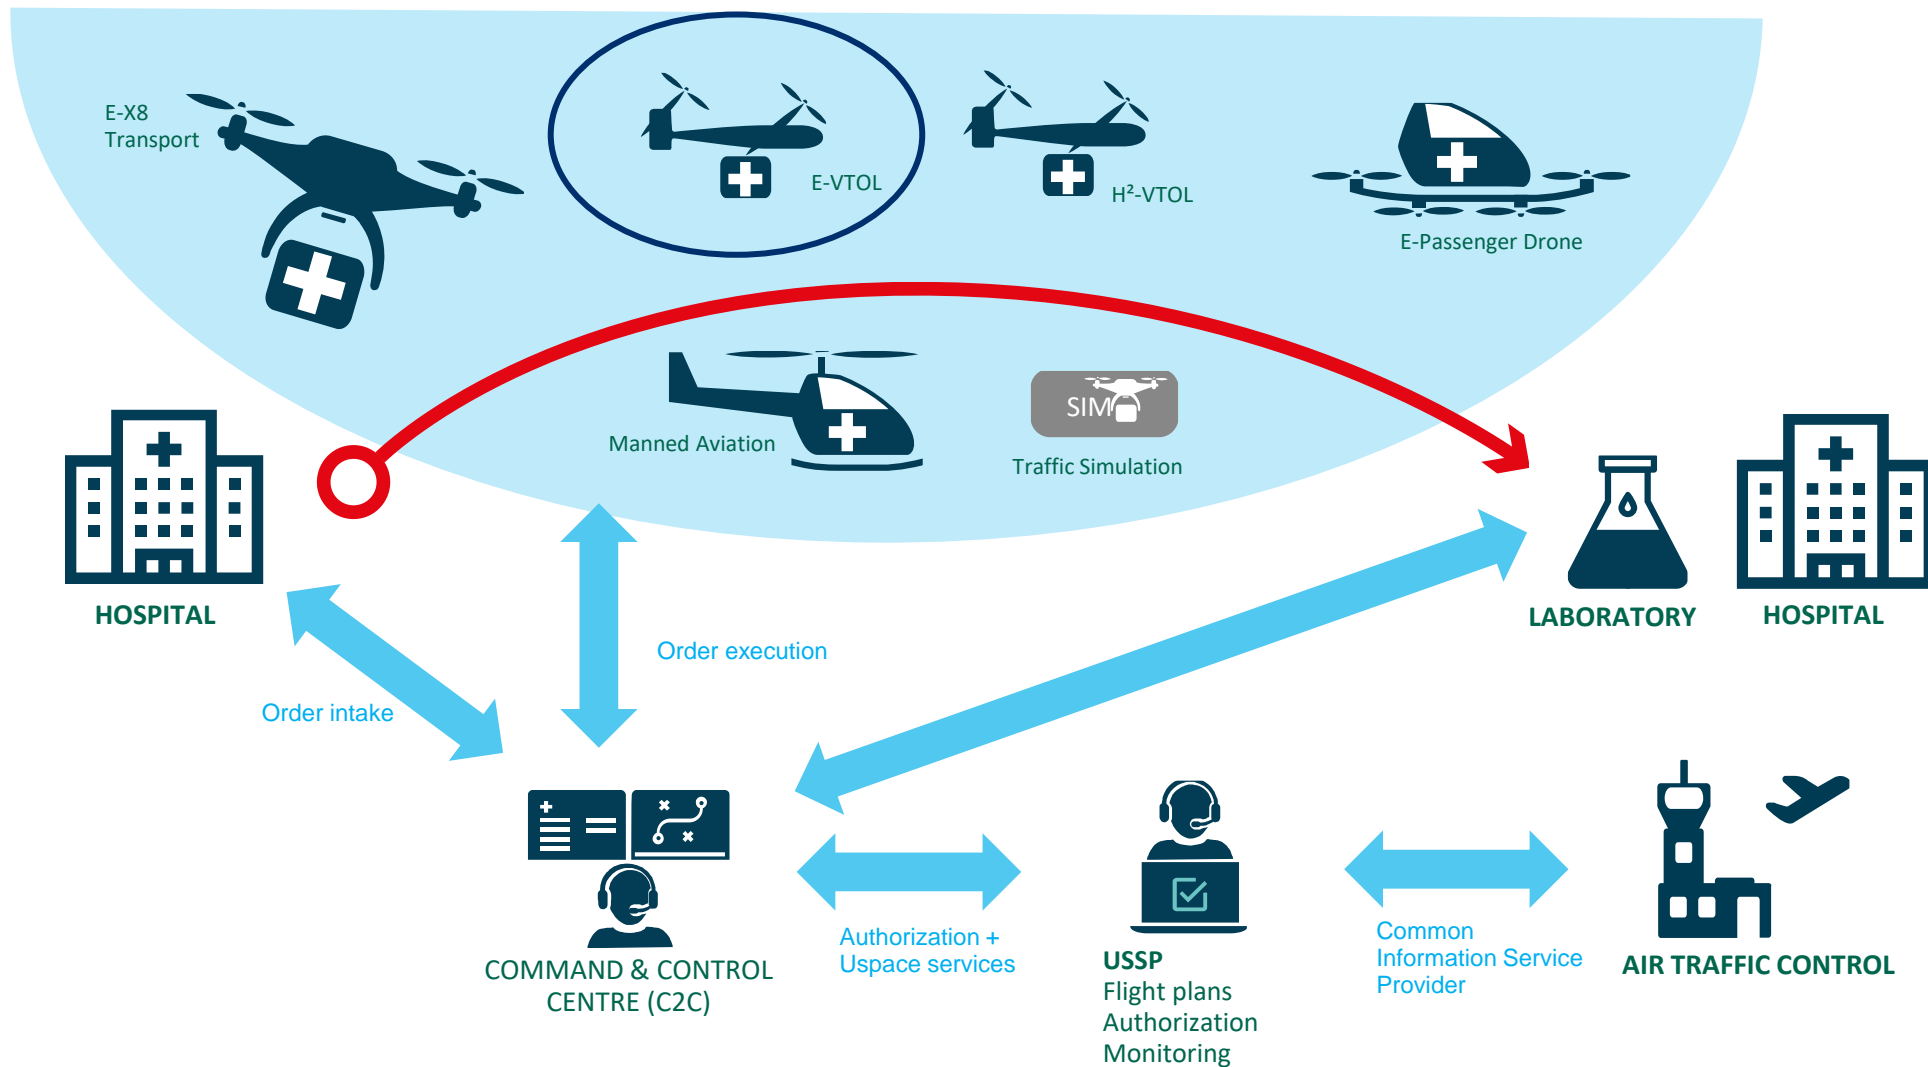 E-X8
Transport
E-VTOL
H²-VTOL
E-Passenger Drone
Manned Aviation
SIM
Traffic Simulation
HOSPITAL
LABORATORY
HOSPITAL
Order execution
Order intake
COMMAND & CONTROL
CENTRE (C2C)
Authorization +
Uspace services
USSP
Flight plans
Authorization
Monitoring
Common
Information Service
Provider
AIR TRAFFIC CONTROL